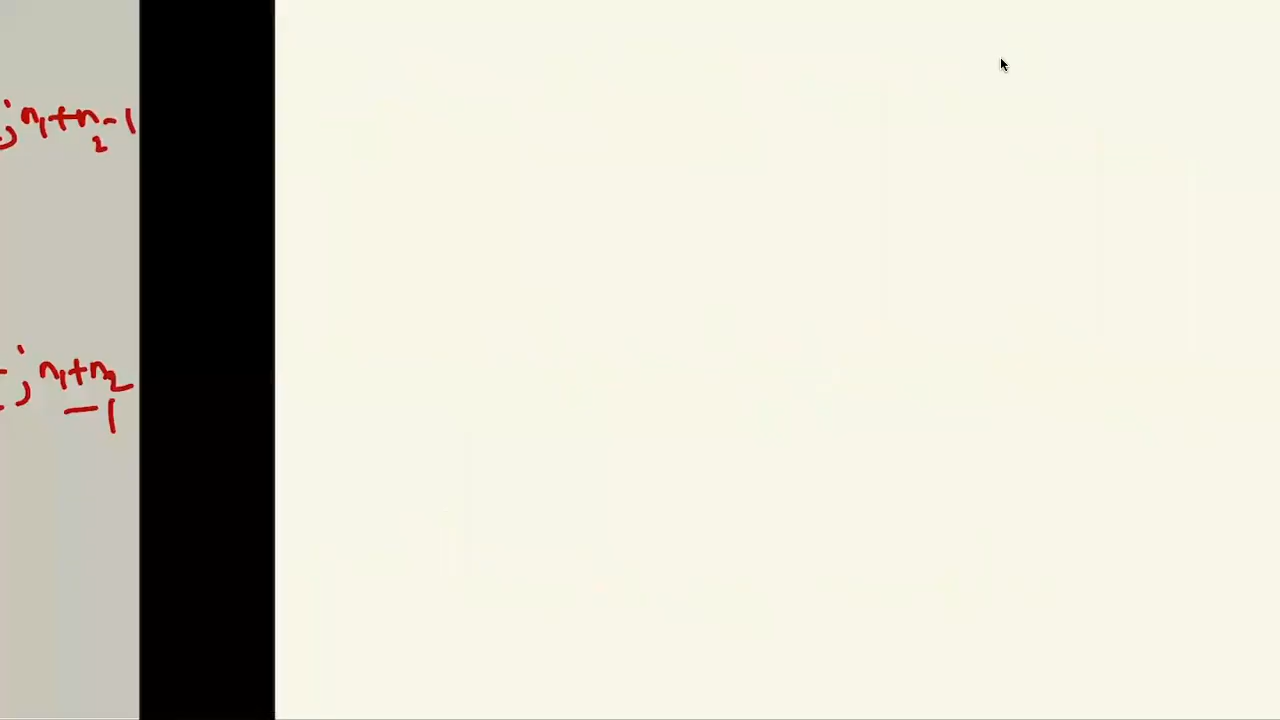 ; n₁+n₂-1
; n₁+n₂
-1